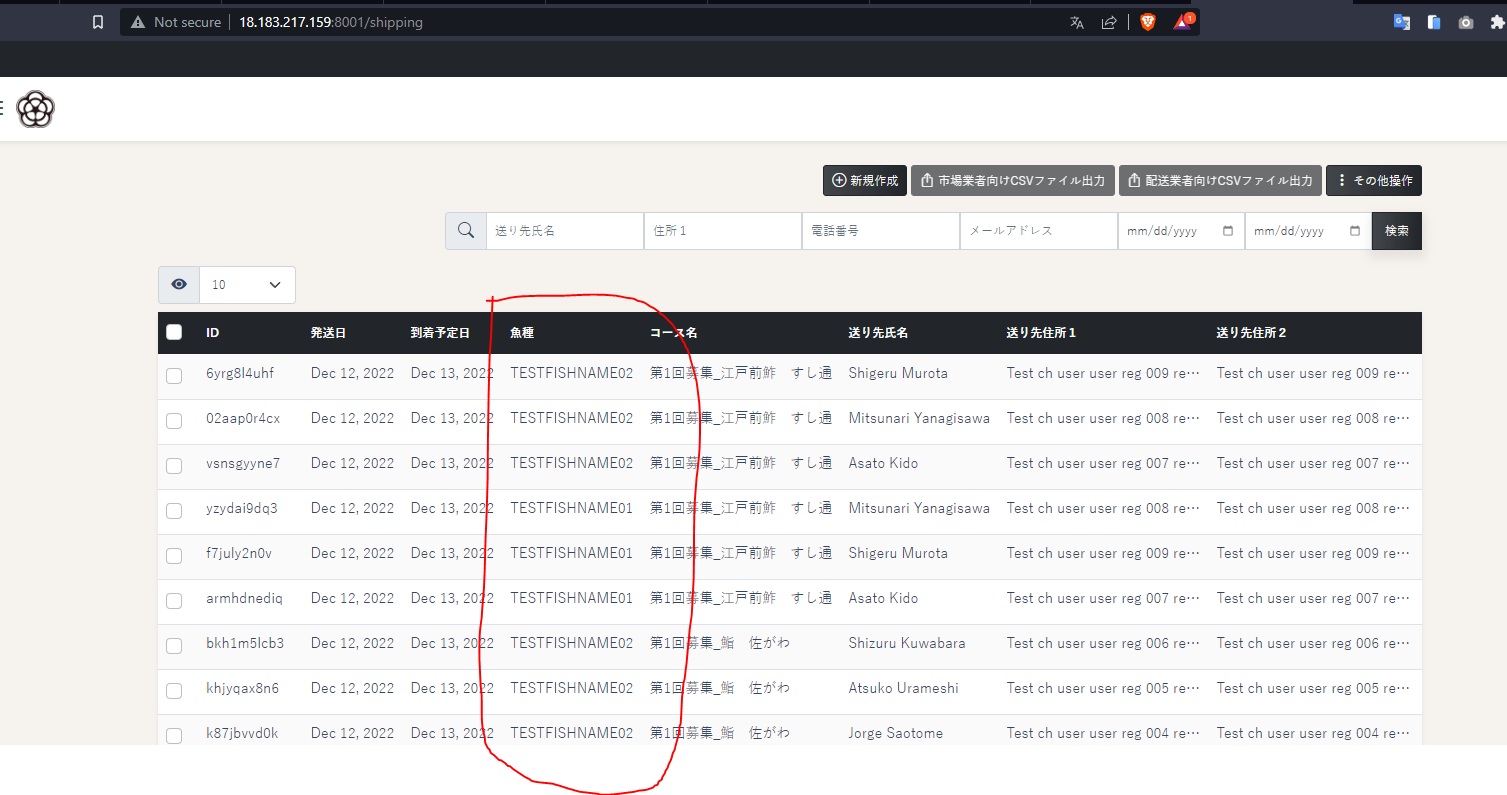 Not secure 18.183.217.159:8001/shipping 1
新規作成 市場業者向けCSVファイル出力 配送業者向けCSVファイル出力 その他操作
送り先氏名 住所１ 電話番号 メールアドレス mm/dd/yyyy mm/dd/yyyy 検索
10
ID 発送日 到着予定日 魚種 コース名 送り先氏名 送り先住所１ 送り先住所２
6yrg8l4uhf Dec 12, 2022 Dec 13, 2022 TESTFISHNAME02 第1回募集_江戸前鮓　すし通 Shigeru Murota Test ch user user reg 009 re… Test ch user user reg 009 re…
02aap0r4cx Dec 12, 2022 Dec 13, 2022 TESTFISHNAME02 第1回募集_江戸前鮓　すし通 Mitsunari Yanagisawa Test ch user user reg 008 re… Test ch user user reg 008 re…
vsnsgyyne7 Dec 12, 2022 Dec 13, 2022 TESTFISHNAME02 第1回募集_江戸前鮓　すし通 Asato Kido Test ch user user reg 007 re… Test ch user user reg 007 re…
yzydai9dq3 Dec 12, 2022 Dec 13, 2022 TESTFISHNAME01 第1回募集_江戸前鮓　すし通 Mitsunari Yanagisawa Test ch user user reg 008 re… Test ch user user reg 008 re…
f7july2n0v Dec 12, 2022 Dec 13, 2022 TESTFISHNAME01 第1回募集_江戸前鮓　すし通 Shigeru Murota Test ch user user reg 009 re… Test ch user user reg 009 re…
armhdnediq Dec 12, 2022 Dec 13, 2022 TESTFISHNAME01 第1回募集_江戸前鮓　すし通 Asato Kido Test ch user user reg 007 re… Test ch user user reg 007 re…
bkh1m5lcb3 Dec 12, 2022 Dec 13, 2022 TESTFISHNAME02 第1回募集_鮨　佐がわ Shizuru Kuwabara Test ch user user reg 006 re… Test ch user user reg 006 re…
khjyqax8n6 Dec 12, 2022 Dec 13, 2022 TESTFISHNAME02 第1回募集_鮨　佐がわ Atsuko Urameshi Test ch user user reg 005 re… Test ch user user reg 005 re…
k87jbvvd0k Dec 12, 2022 Dec 13, 2022 TESTFISHNAME02 第1回募集_鮨　佐がわ Jorge Saotome Test ch user user reg 004 re… Test ch user user reg 004 re…